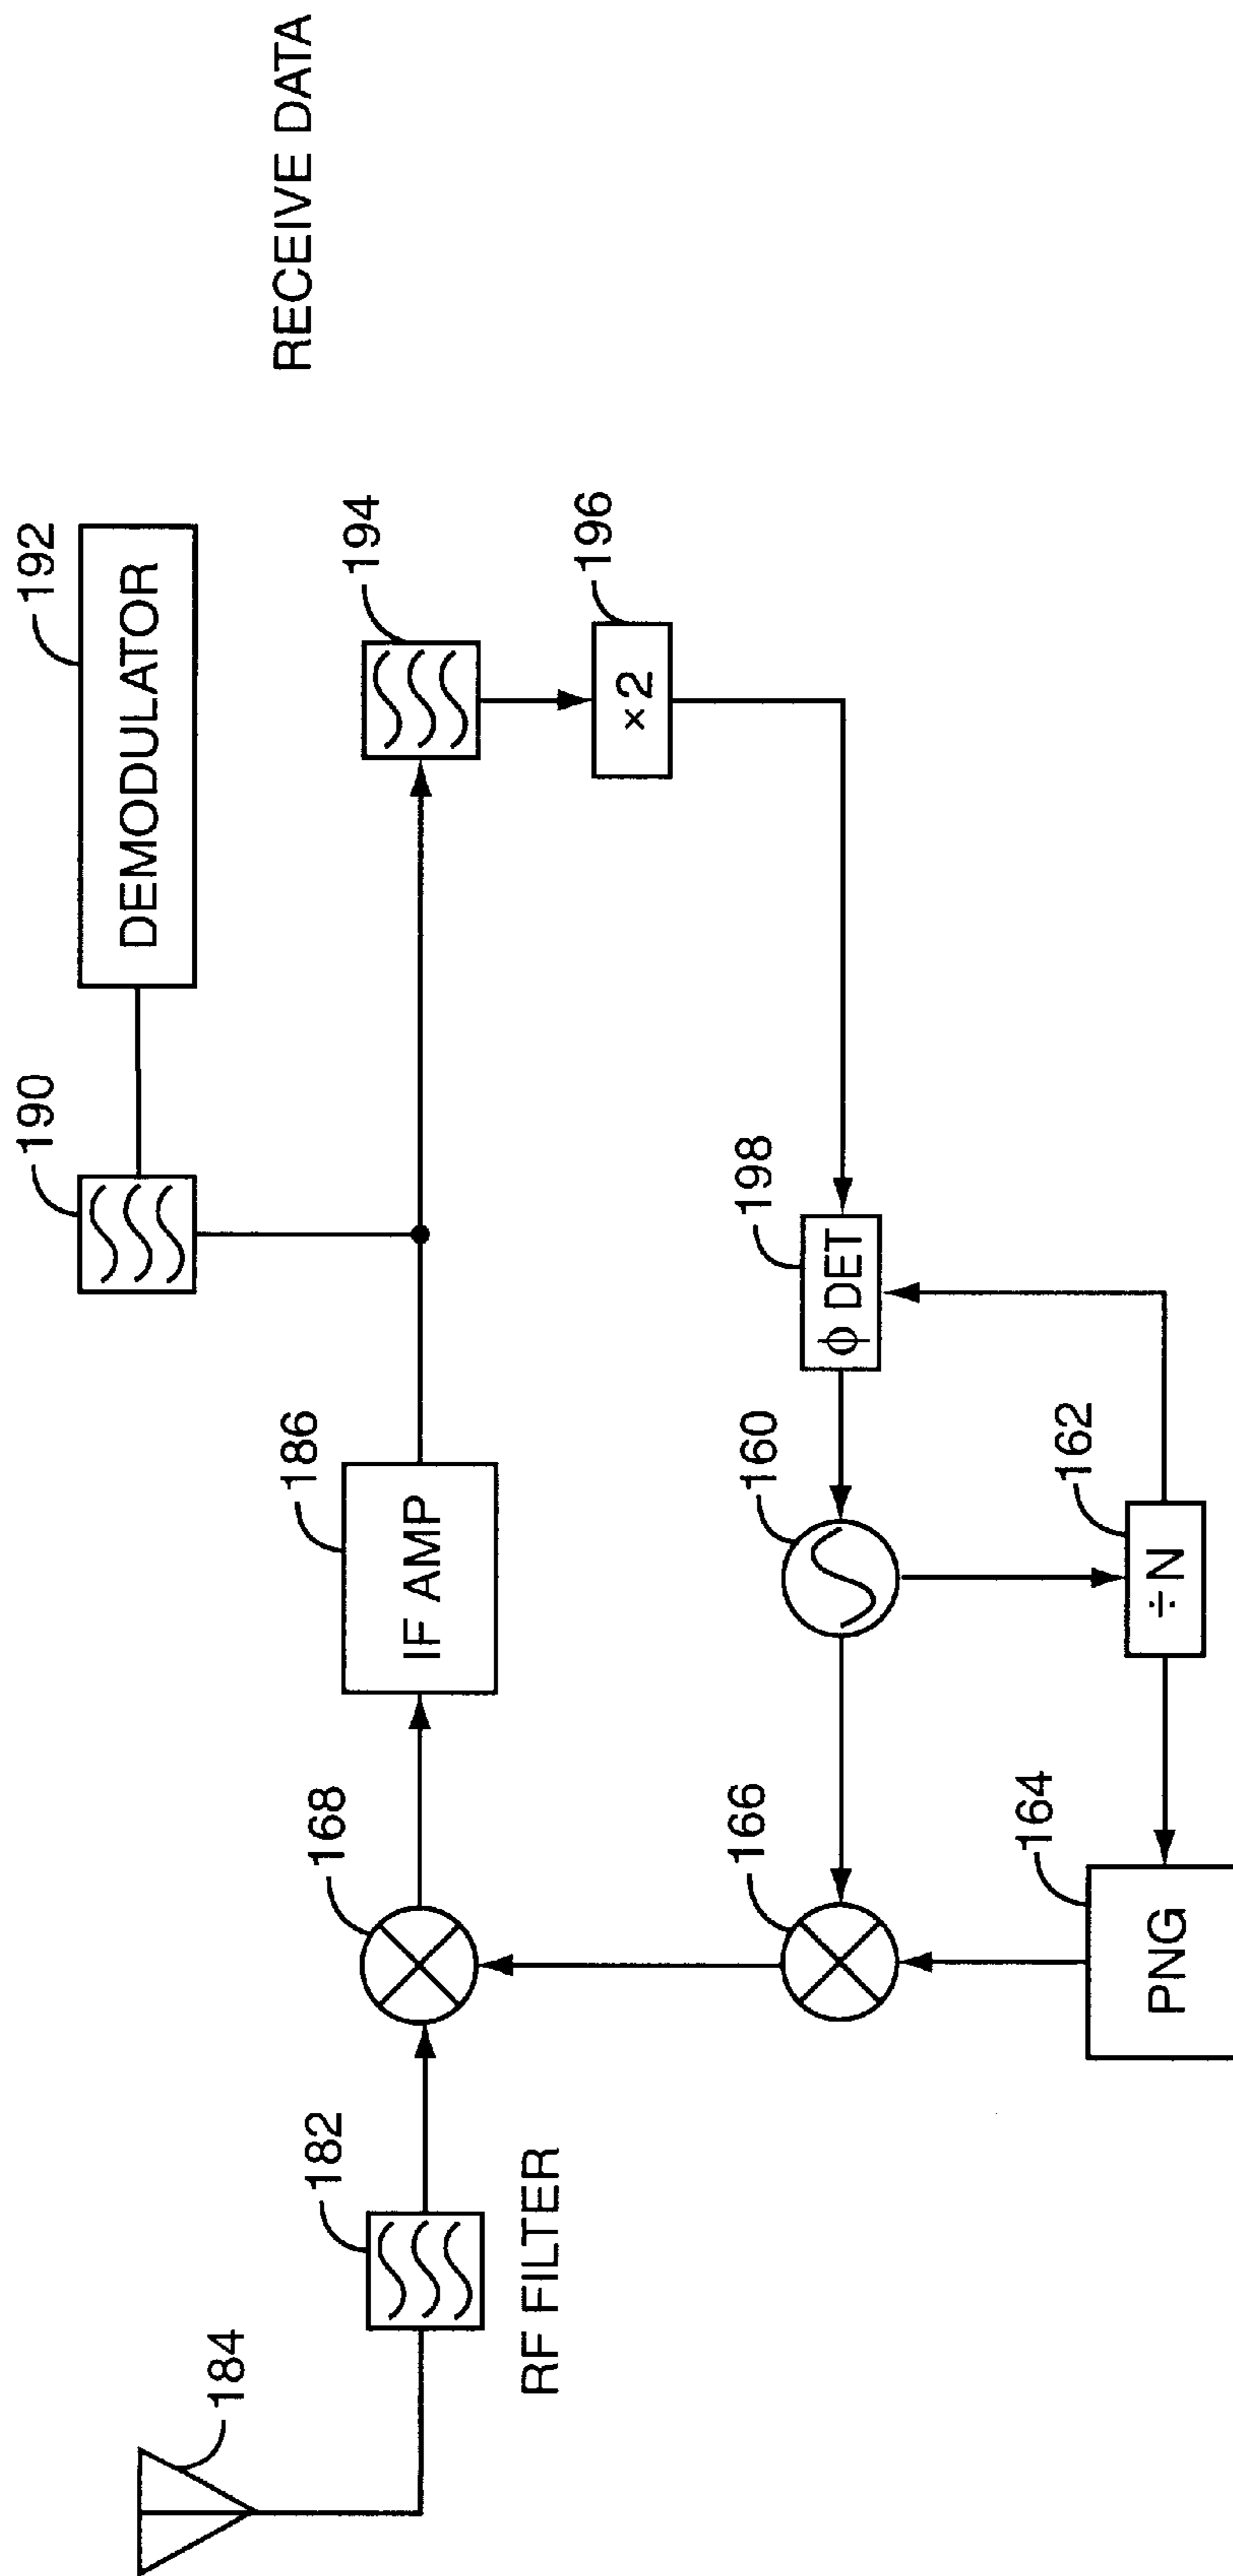 190
192
DEMODULATOR
RECEIVE DATA
184
182
RF FILTER
168
186
IF AMP
194
196
×2
166
160
198
ϕ DET
164
PNG
162
÷N